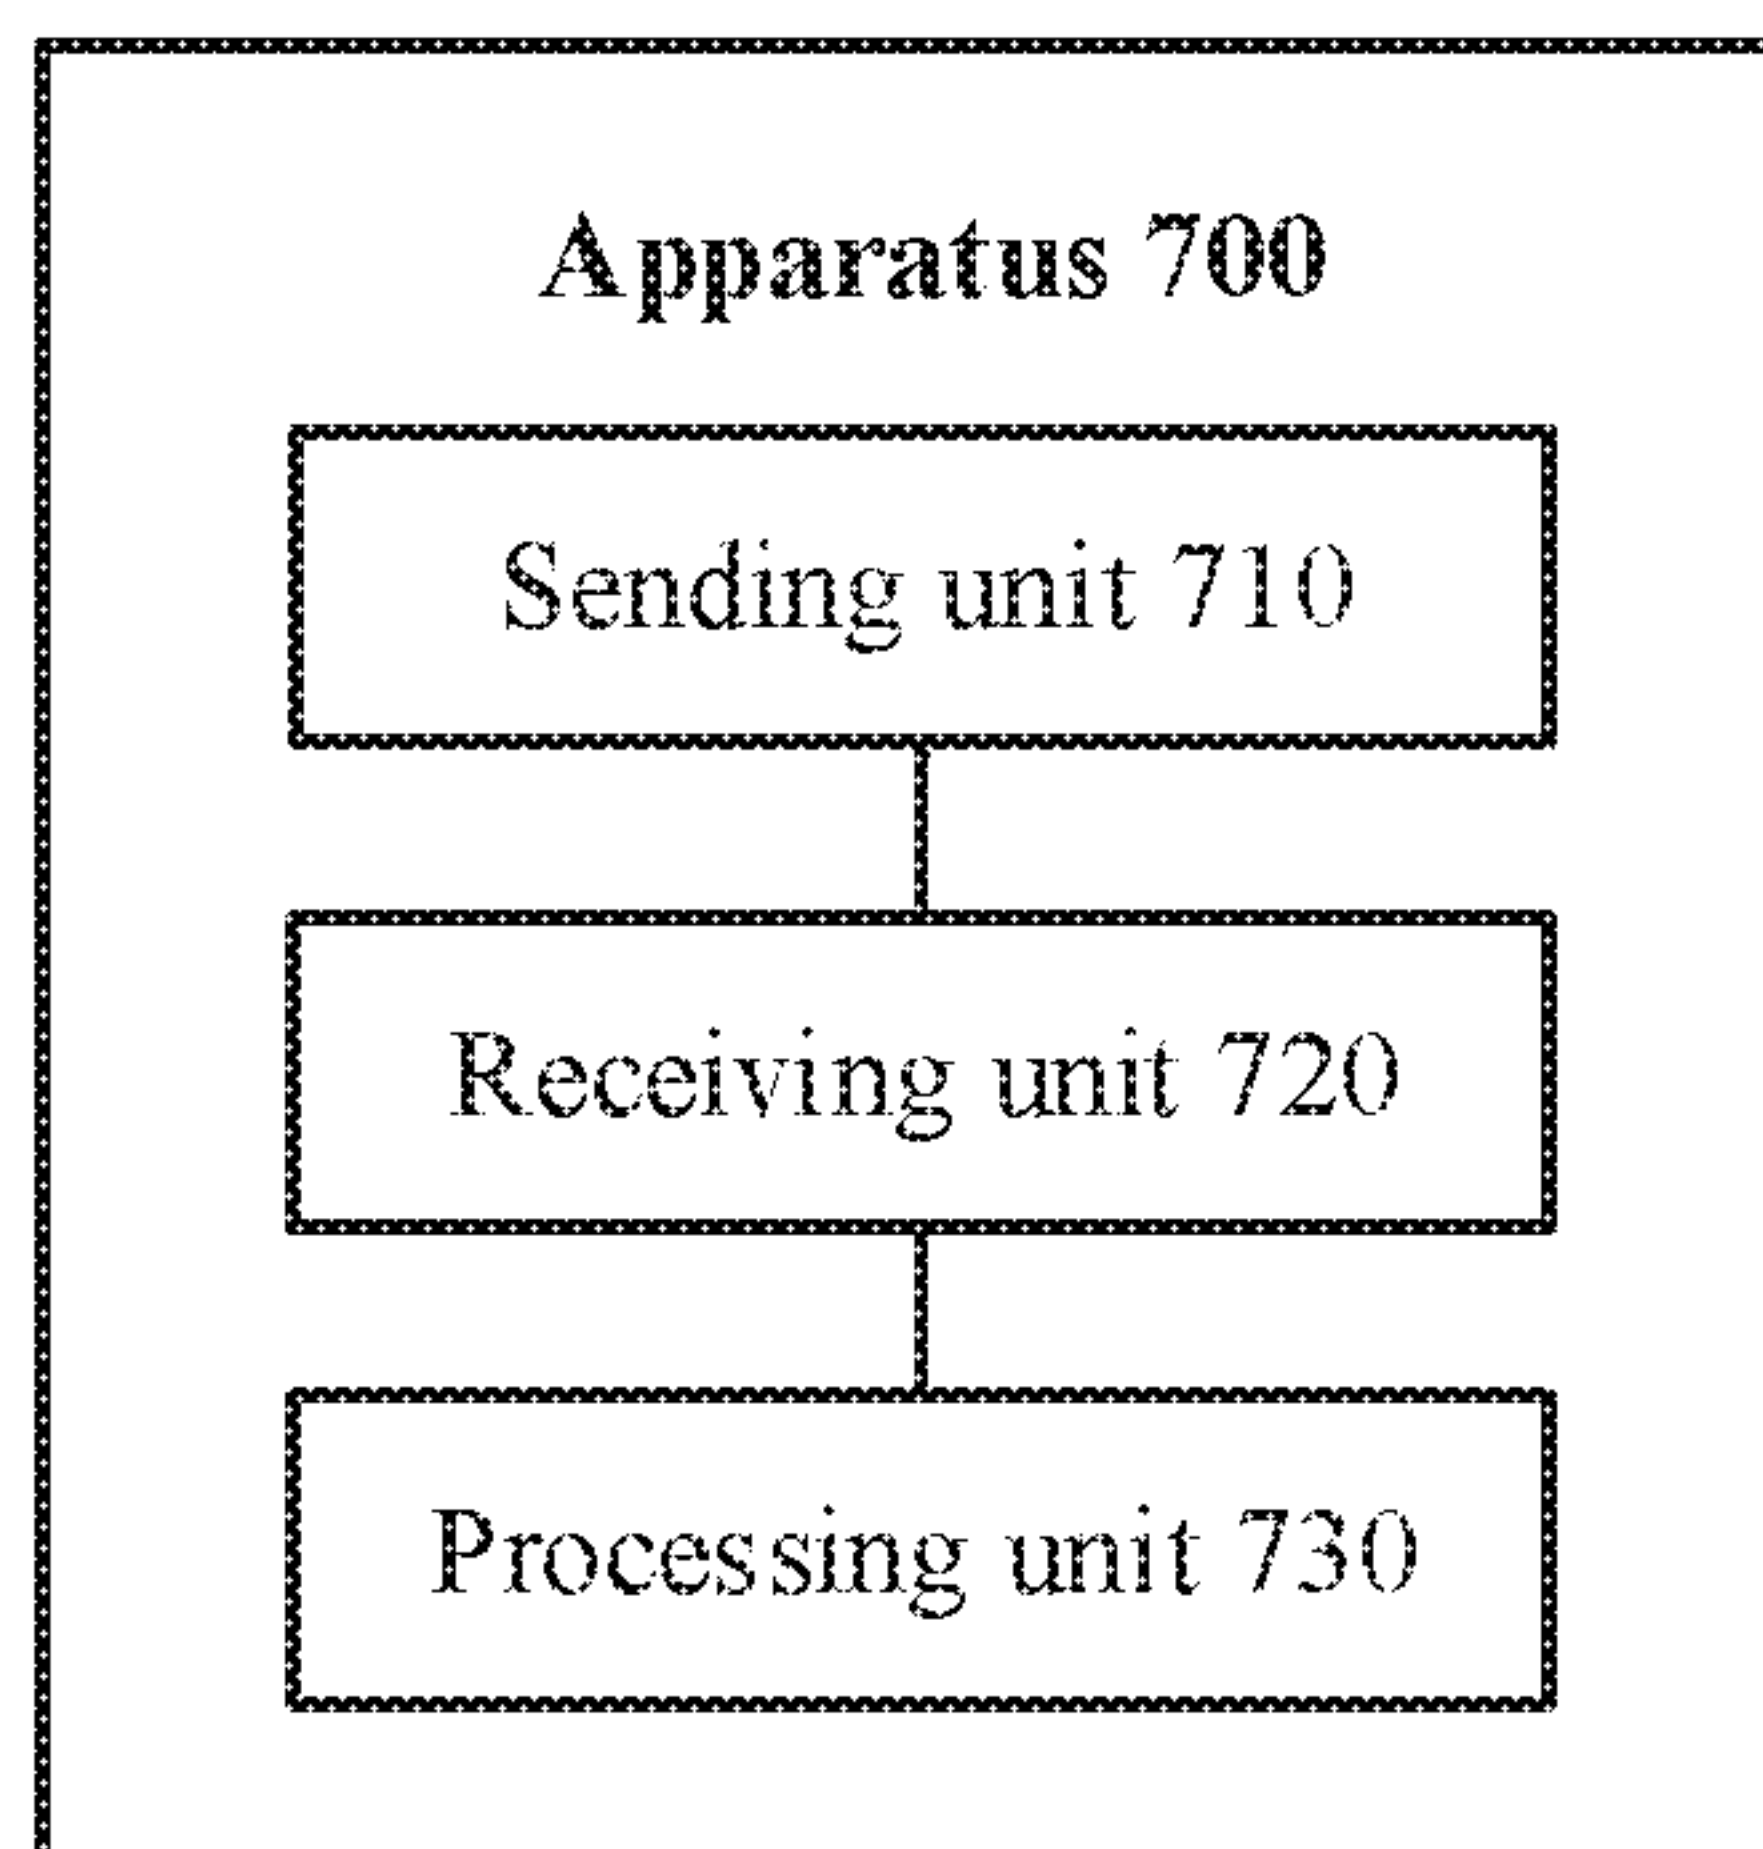 Apparatus 700
Sending unit 710
Receiving unit 720
Processing unit 730